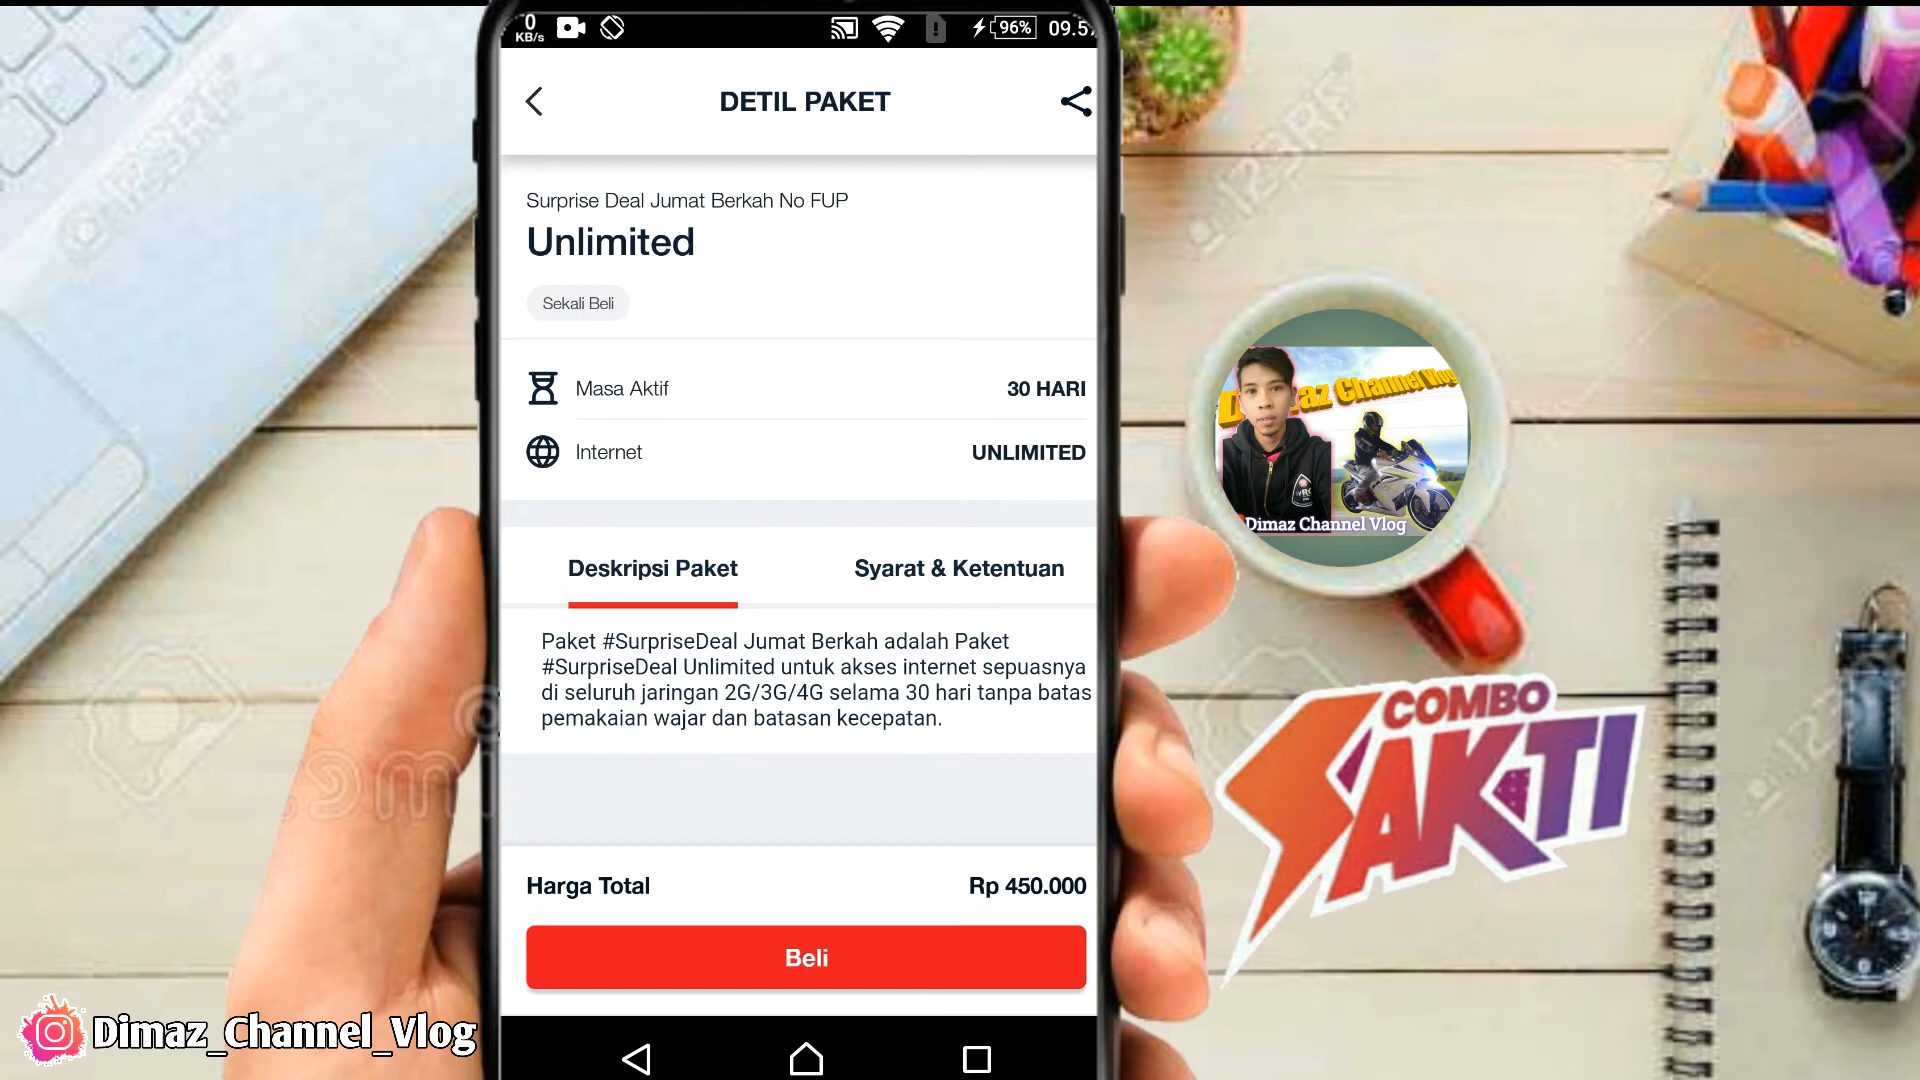 0
KB/s
96%
DETIL PAKET
Surprise Deal Jumat Berkah No FUP
Unlimited
Sekali Beli
Masa Aktif
30 HARI
Internet
UNLIMITED
Deskripsi Paket
Syarat & Ketentuan
Paket #SurpriseDeal Jumat Berkah adalah Paket
#SurpriseDeal Unlimited untuk akses internet sepuasnya
di seluruh jaringan 2G/3G/4G selama 30 hari tanpa batas
pemakaian wajar dan batasan kecepatan.
Harga Total
Rp 450.000
Beli
Channel Vlog
Dimaz Channel Vlog
COMBO
SAKTI
Dimaz_Channel_Vlog
123RF